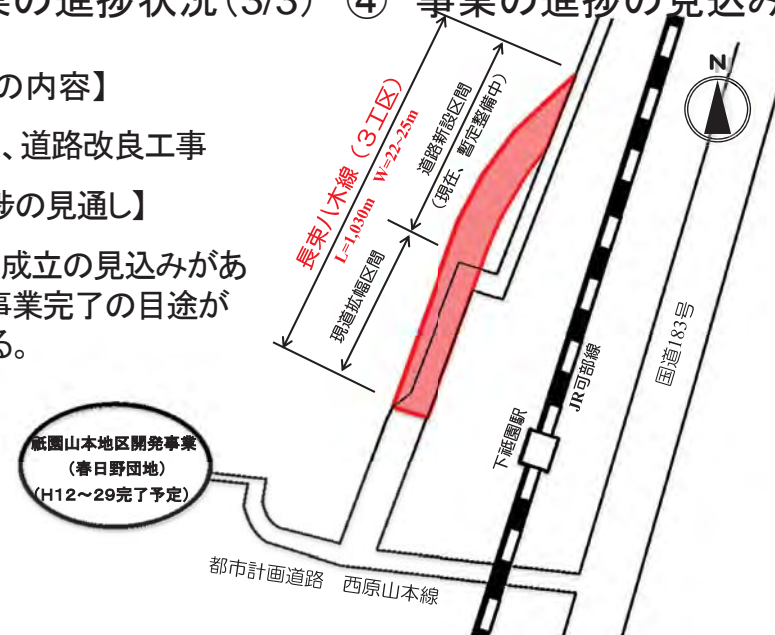 業の進捗状況(3/3) ④ 事業の進捗の見込み
の内容】
、道路改良工事
捗の見通し】
成立の見込みがあ
事業完了の目途が
る。
長束八木線(3工区)
L=1,030m W=22~25m
道路新設区間
(現在、暫定整備中)
現道拡幅区間
N
国道183号
JR可部線
下祗園駅
祗園山本地区開発事業
(春日野団地)
(H12～29完了予定)
都市計画道路 西原山本線